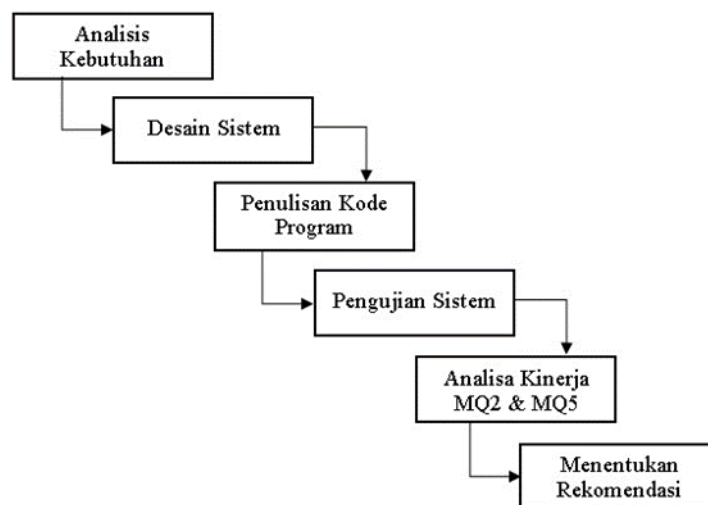 Analisis
Kebutuhan
Desain Sistem
Penulisan Kode
Program
Pengujian Sistem
Analisa Kinerja
MQ2 & MQ5
Menentukan
Rekomendasi